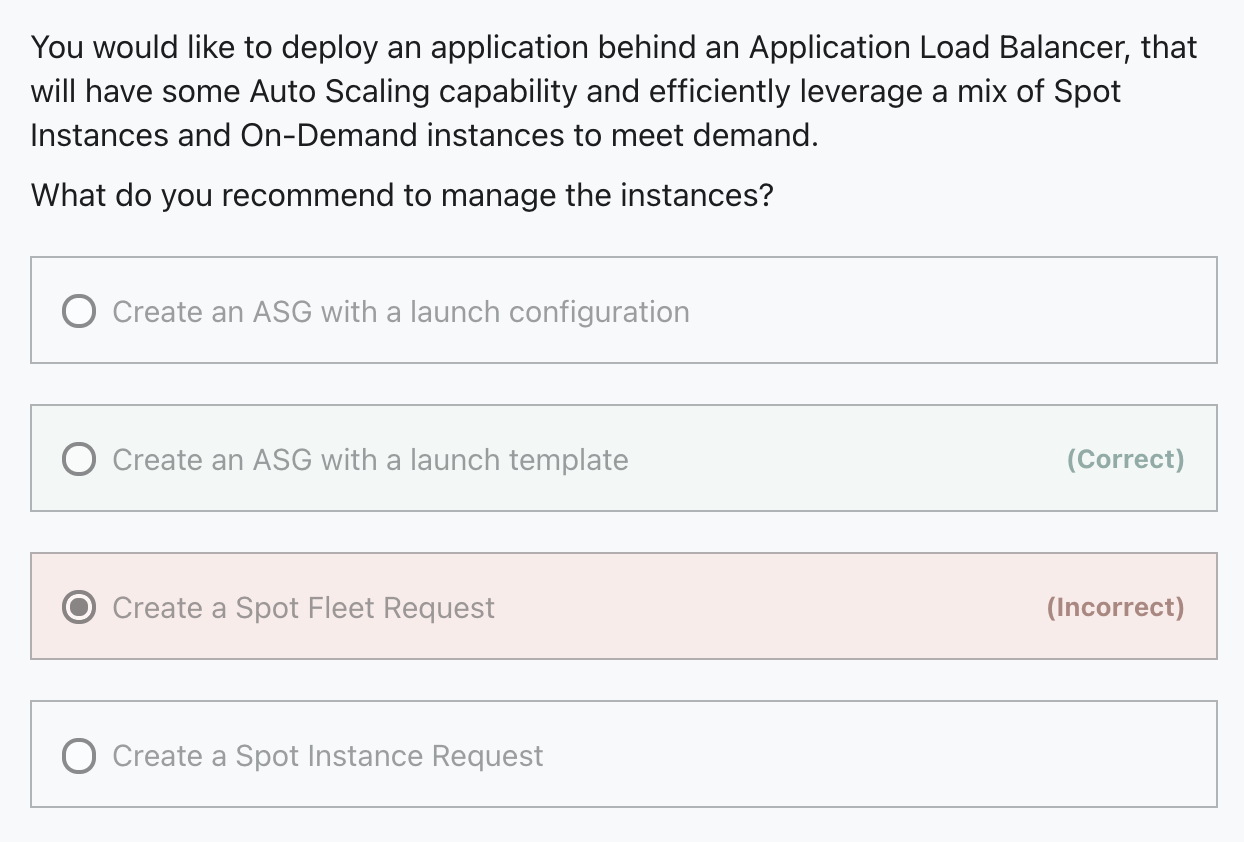 You would like to deploy an application behind an Application Load Balancer, that
will have some Auto Scaling capability and efficiently leverage a mix of Spot
Instances and On-Demand instances to meet demand.
What do you recommend to manage the instances?
Create an ASG with a launch configuration
Create an ASG with a launch template (Correct)
Create a Spot Fleet Request (Incorrect)
Create a Spot Instance Request